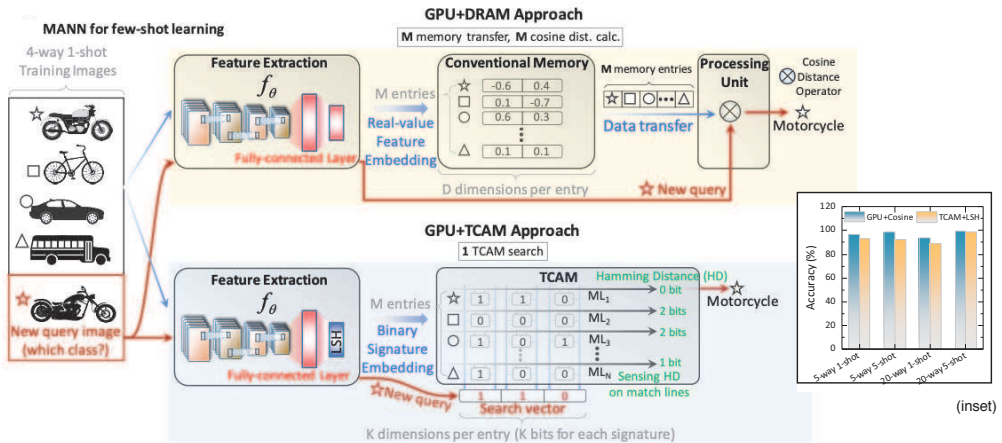 MANN for few-shot learning
4-way 1-shot
Training Images
New query image
(which class?)
GPU+DRAM Approach
M memory transfer, M cosine dist. calc.
Feature Extraction
fθ
Fully-connected Layer
M entries
Real-value
Feature
Embedding
Conventional Memory
-0.6 0.4
0.1 -0.7
0.6 0.3
0.1 0.1
D dimensions per entry
M memory entries
Data transfer
New query
Processing
Unit
Cosine
Distance
Operator
Motorcycle
GPU+TCAM Approach
1 TCAM search
Feature Extraction
fθ
LSH
Fully-connected Layer
M entries
Binary
Signature
Embedding
New query
TCAM
Hamming Distance (HD)
1 1 0 ML1 0 bit
0 0 0 ML2 2 bits
1 0 1 ML3 2 bits
1 0 0 MLN 1 bit
Sensing HD
on match lines
Motorcycle
1 1 0
Search vector
K dimensions per entry (K bits for each signature)
GPU+Cosine TCAM+LSH
Accuracy (%)
120
100
80
60
40
20
0
5-way 1-shot
5-way 5-shot
20-way 1-shot
20-way 5-shot
(inset)